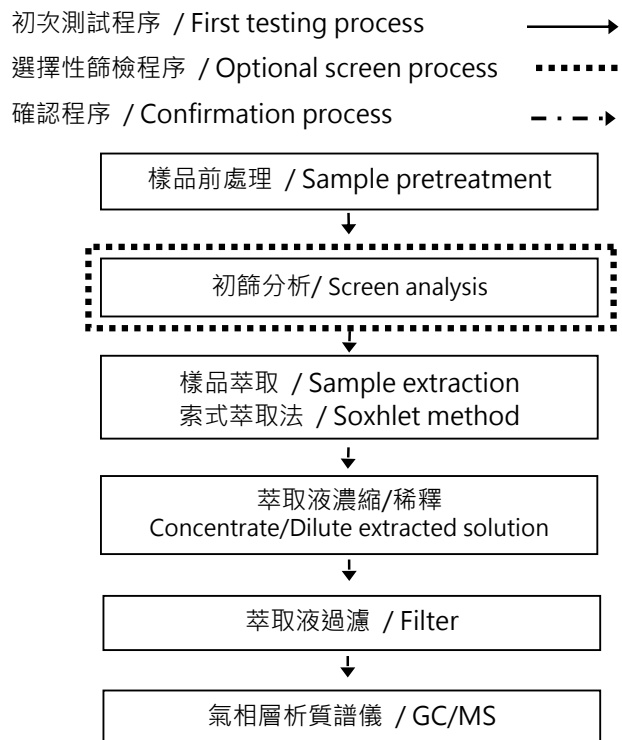 初次測試程序 / First testing process
選擇性篩檢程序 / Optional screen process
確認程序 / Confirmation process
樣品前處理 / Sample pretreatment
初篩分析/ Screen analysis
樣品萃取 / Sample extraction
索式萃取法 / Soxhlet method
萃取液濃縮/稀釋
Concentrate/Dilute extracted solution
萃取液過濾 / Filter
氣相層析質譜儀 / GC/MS